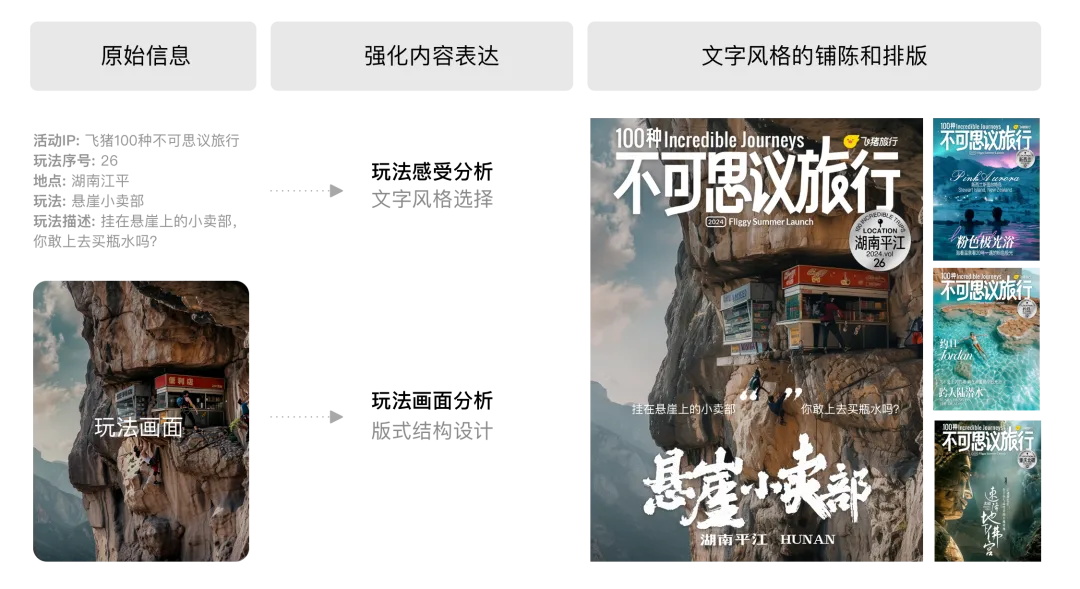 原始信息
强化内容表达
文字风格的铺陈和排版
活动IP: 飞猪100种不可思议旅行
玩法序号: 26
地点: 湖南江平
玩法: 悬崖小卖部
玩法描述: 挂在悬崖上的小卖部,
你敢上去买瓶水吗?
便利店
玩法画面
玩法感受分析
文字风格选择
玩法画面分析
版式结构设计
100种 Incredible Journeys
飞猪旅行
不可思议旅行
2024 Fliggy Summer Launch
100 INCREDIBLE TRIPS
LOCATION
湖南平江
2024.vol
26
“ ”
挂在悬崖上的小卖部
你敢上去买瓶水吗?
悬崖小卖部
湖南平江 HUNAN
100种 Incredible Journeys
不可思议旅行
Pink Aurora
Stewart Island, New Zealand
粉色极光浴
100种 Incredible Journeys
不可思议旅行
约旦
Jordan
跨大陆潜水
100种 Incredible Journeys
不可思议旅行
地佛宫